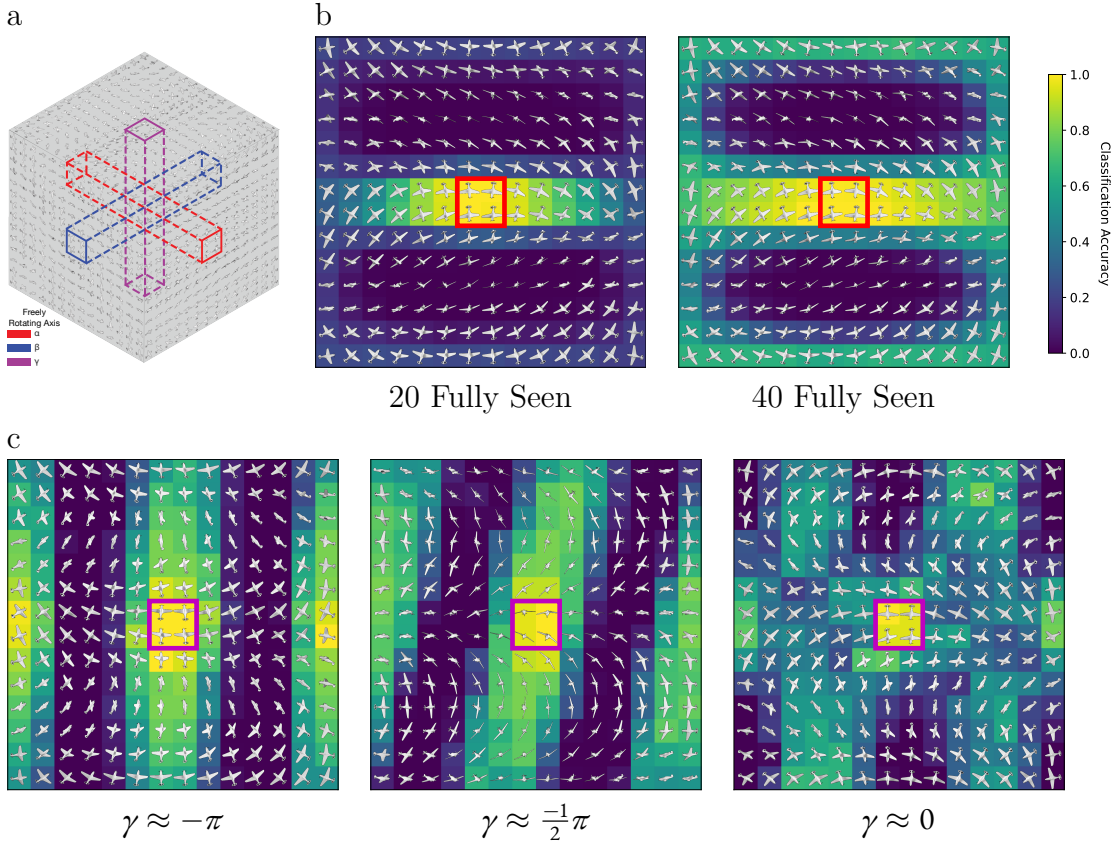 a
b
Freely
Rotating Axis
α
β
γ
20 Fully Seen
40 Fully Seen
1.0
0.8
0.6
0.4
0.2
0.0
Classification Accuracy
c
γ ≈ −π
γ ≈ −1/2 π
γ ≈ 0